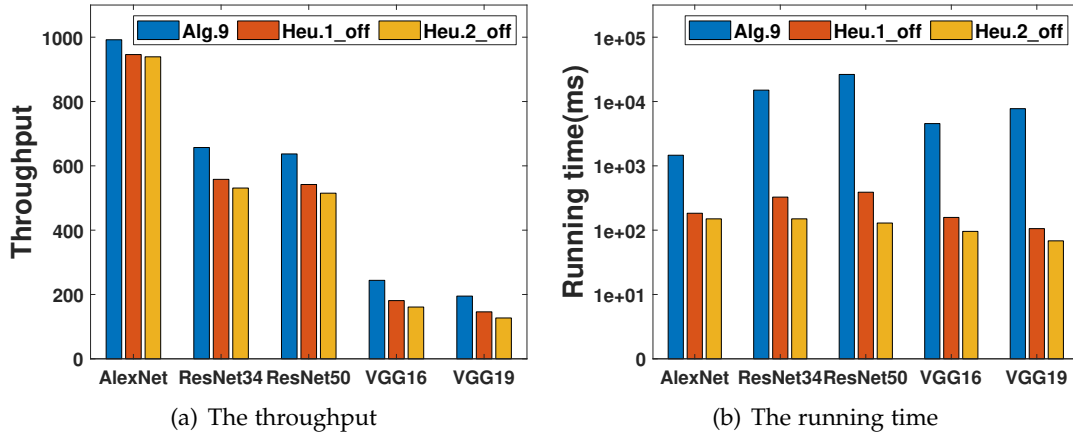 Alg.9 Heu.1_off Heu.2_off
Throughput
1000
800
600
400
200
0
AlexNet ResNet34 ResNet50 VGG16 VGG19
(a) The throughput
Alg.9 Heu.1_off Heu.2_off
Running time(ms)
1e+05
1e+04
1e+03
1e+02
1e+01
0
AlexNet ResNet34 ResNet50 VGG16 VGG19
(b) The running time